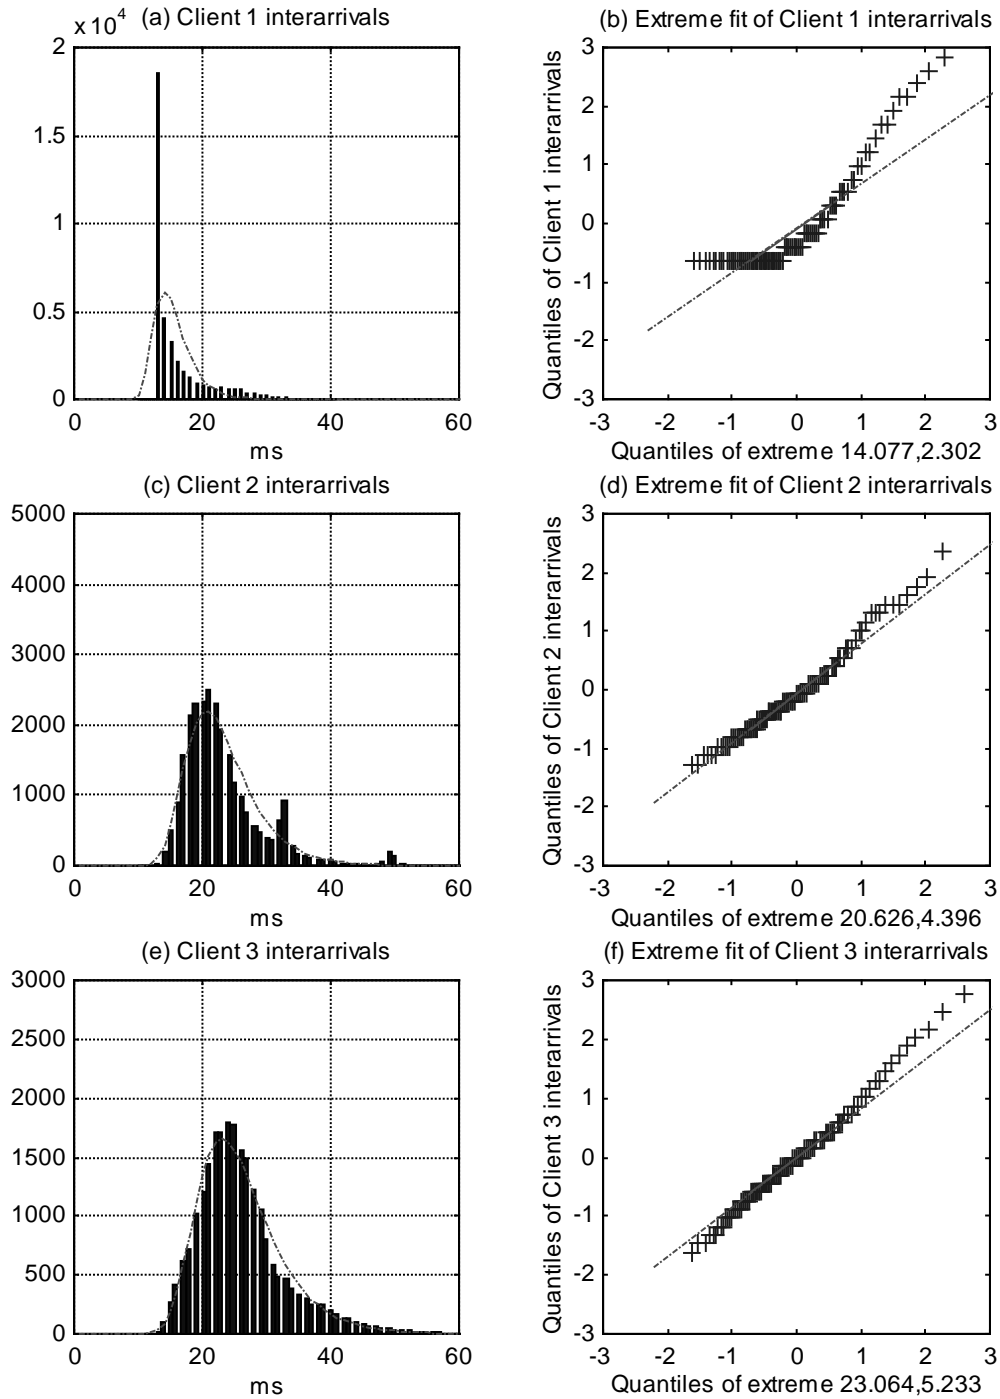 x 10^4 (a) Client 1 interarrivals
2
1.5
1
0.5
0
0 20 40 60
ms
(b) Extreme fit of Client 1 interarrivals
Quantiles of Client 1 interarrivals
3
2
1
0
-1
-2
-3
-3 -2 -1 0 1 2 3
Quantiles of extreme 14.077,2.302
(c) Client 2 interarrivals
5000
4000
3000
2000
1000
0
0 20 40 60
ms
(d) Extreme fit of Client 2 interarrivals
Quantiles of Client 2 interarrivals
3
2
1
0
-1
-2
-3
-3 -2 -1 0 1 2 3
Quantiles of extreme 20.626,4.396
(e) Client 3 interarrivals
3000
2500
2000
1500
1000
500
0
0 20 40 60
ms
(f) Extreme fit of Client 3 interarrivals
Quantiles of Client 3 interarrivals
3
2
1
0
-1
-2
-3
-3 -2 -1 0 1 2 3
Quantiles of extreme 23.064,5.233